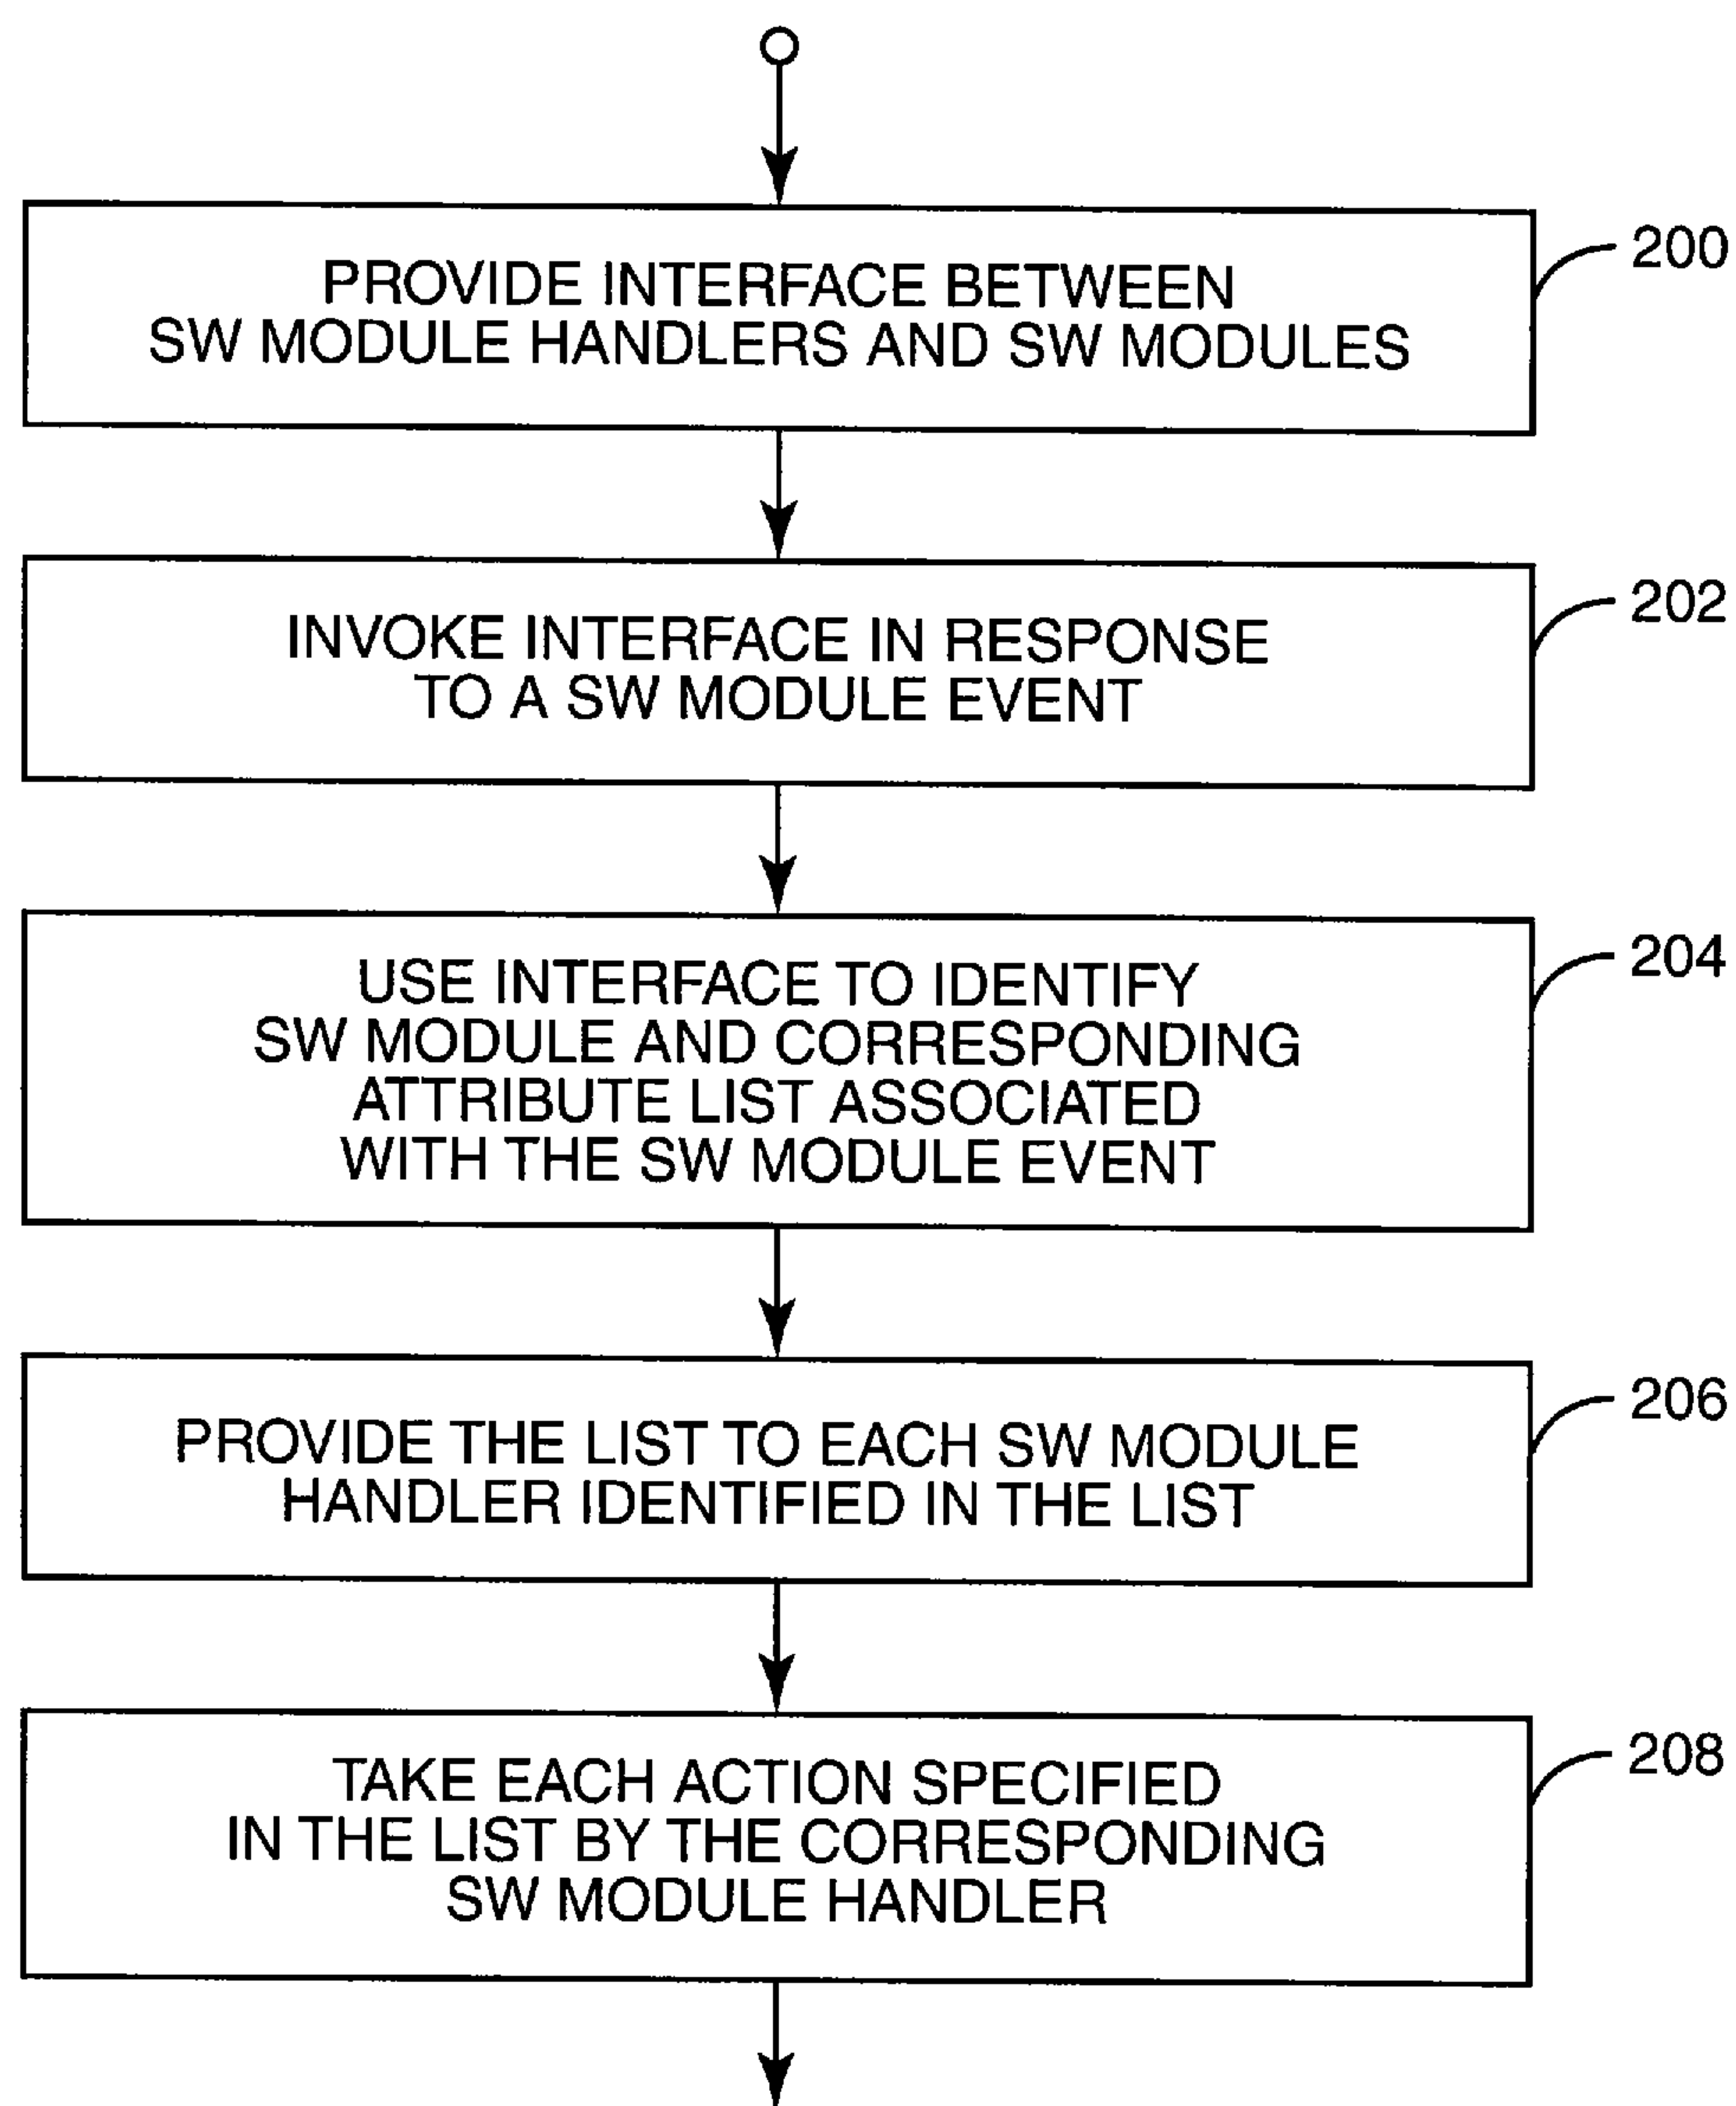 PROVIDE INTERFACE BETWEEN
SW MODULE HANDLERS AND SW MODULES
200
INVOKE INTERFACE IN RESPONSE
TO A SW MODULE EVENT
202
USE INTERFACE TO IDENTIFY
SW MODULE AND CORRESPONDING
ATTRIBUTE LIST ASSOCIATED
WITH THE SW MODULE EVENT
204
PROVIDE THE LIST TO EACH SW MODULE
HANDLER IDENTIFIED IN THE LIST
206
TAKE EACH ACTION SPECIFIED
IN THE LIST BY THE CORRESPONDING
SW MODULE HANDLER
208